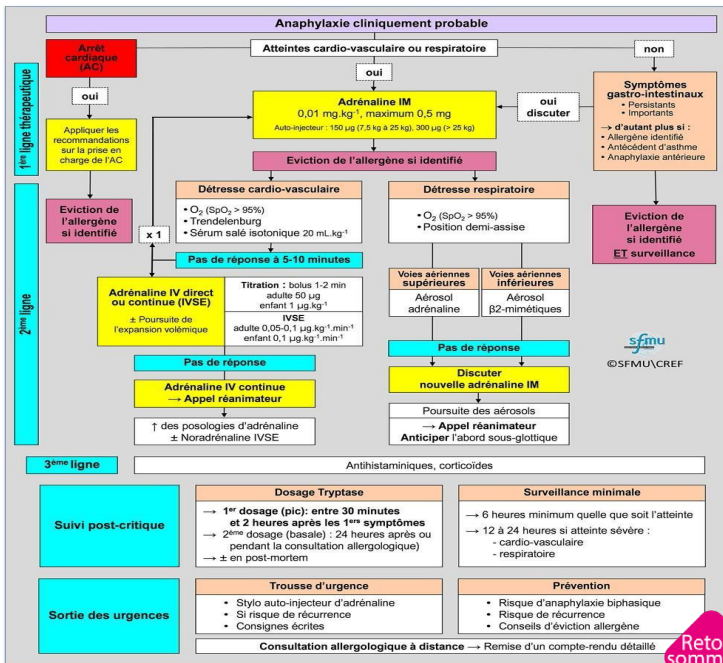 Anaphylaxie cliniquement probable
Arrêt
cardiaque
(AC)
Atteintes cardio-vasculaire ou respiratoire
non
oui
oui
1ère ligne thérapeutique
Appliquer les
recommandations
sur la prise en
charge de l'AC
Adrénaline IM
0,01 mg.kg-1, maximum 0,5 mg
Auto-injecteur : 150 µg (7,5 kg à 25 kg), 300 µg (> 25 kg)
oui
discuter
Symptômes
gastro-intestinaux
• Persistants
• Importants
→ d'autant plus si :
• Allergène identifié
• Antécédent d'asthme
• Anaphylaxie antérieure
Eviction de l'allergène si identifié
2ème ligne
Eviction de
l'allergène
si identifié
x 1
Détresse cardio-vasculaire
• O2 (SpO2 > 95%)
• Trendelenburg
• Sérum salé isotonique 20 mL.kg-1
Détresse respiratoire
• O2 (SpO2 > 95%)
• Position demi-assise
Eviction de
l'allergène
si identifié
ET surveillance
Pas de réponse à 5-10 minutes
Adrénaline IV direct
ou continue (IVSE)
± Poursuite de
l'expansion volémique
Titration : bolus 1-2 min
adulte 50 µg
enfant 1 µg.kg-1
IVSE
adulte 0,05-0,1 µg.kg-1.min-1
enfant 0,1 µg.kg-1.min-1
Voies aériennes
supérieures
Aérosol
adrénaline
Voies aériennes
inférieures
Aérosol
β2-mimétiques
Pas de réponse
Pas de réponse
sfmu
©SFMU\CREF
Adrénaline IV continue
→ Appel réanimateur
Discuter
nouvelle adrénaline IM
↑ des posologies d'adrénaline
± Noradrénaline IVSE
Poursuite des aérosols
→ Appel réanimateur
Anticiper l'abord sous-glottique
3ème ligne
Antihistaminiques, corticoïdes
Suivi post-critique
Dosage Tryptase
→ 1er dosage (pic): entre 30 minutes
et 2 heures après les 1ers symptômes
→ 2ème dosage (basale) : 24 heures après ou
pendant la consultation allergologique)
→ ± en post-mortem
Surveillance minimale
→ 6 heures minimum quelle que soit l'atteinte
→ 12 à 24 heures si atteinte sévère :
- cardio-vasculaire
- respiratoire
Sortie des urgences
Trousse d'urgence
• Stylo auto-injecteur d'adrénaline
• Si risque de récurrence
• Consignes écrites
Prévention
• Risque d'anaphylaxie biphasique
• Risque de récurrence
• Conseils d'éviction allergène
Consultation allergologique à distance → Remise d'un compte-rendu détaillé
Reto
somm